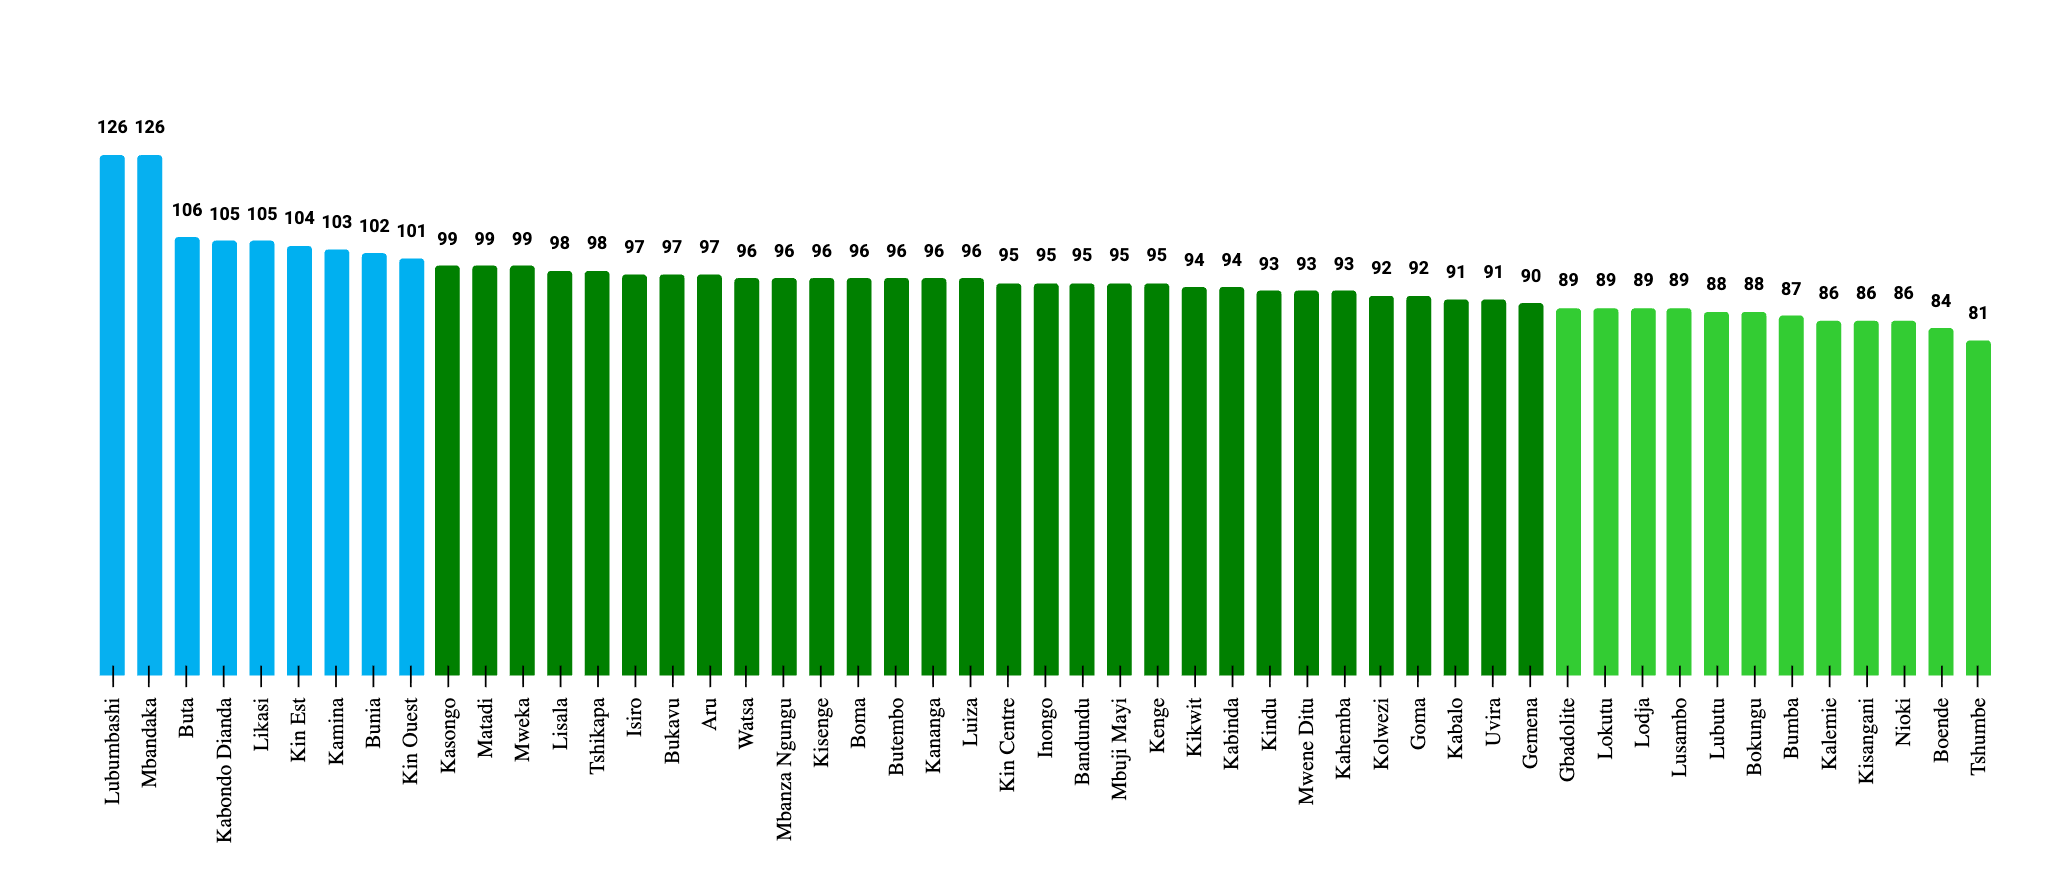 126 126 106 105 105 104 103 102 101 99 99 99 98 98 97 97 97 96 96 96 96 96 96 96 95 95 95 95 95 94 94 93 93 93 92 92 91 91 90 89 89 89 89 88 88 87 86 86 86 84 81
Lubumbashi
Mbandaka
Buta
Kabondo Dianda
Likasi
Kin Est
Kamina
Bunia
Kin Ouest
Kasongo
Matadi
Mweka
Lisala
Tshikapa
Isiro
Bukavu
Aru
Watsa
Mbanza Ngungu
Kisenge
Boma
Butembo
Kananga
Luiza
Kin Centre
Inongo
Bandundu
Mbuji Mayi
Kenge
Kikwit
Kabinda
Kindu
Mwene Ditu
Kahemba
Kolwezi
Goma
Kabalo
Uvira
Gemena
Gbadolite
Lokutu
Lodja
Lusambo
Lubutu
Bokungu
Bumba
Kalemie
Kisangani
Nioki
Boende
Tshumbe